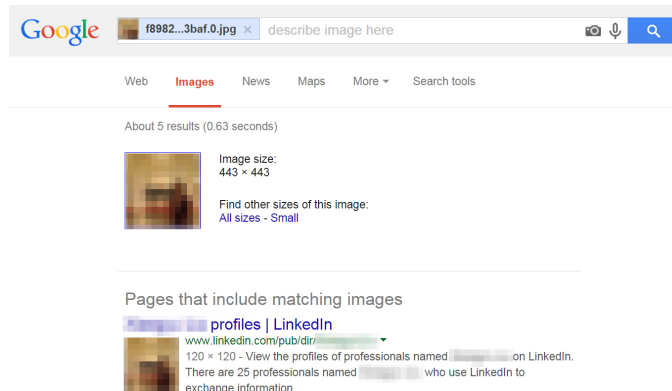 Google f8982...3baf.0.jpg × describe image here
Web Images News Maps More Search tools
About 5 results (0.63 seconds)
Image size:
443 × 443
Find other sizes of this image:
All sizes - Small
Pages that include matching images
profiles | LinkedIn
www.linkedin.com/pub/dir/
120 × 120 - View the profiles of professionals named on LinkedIn.
There are 25 professionals named who use LinkedIn to
exchange information